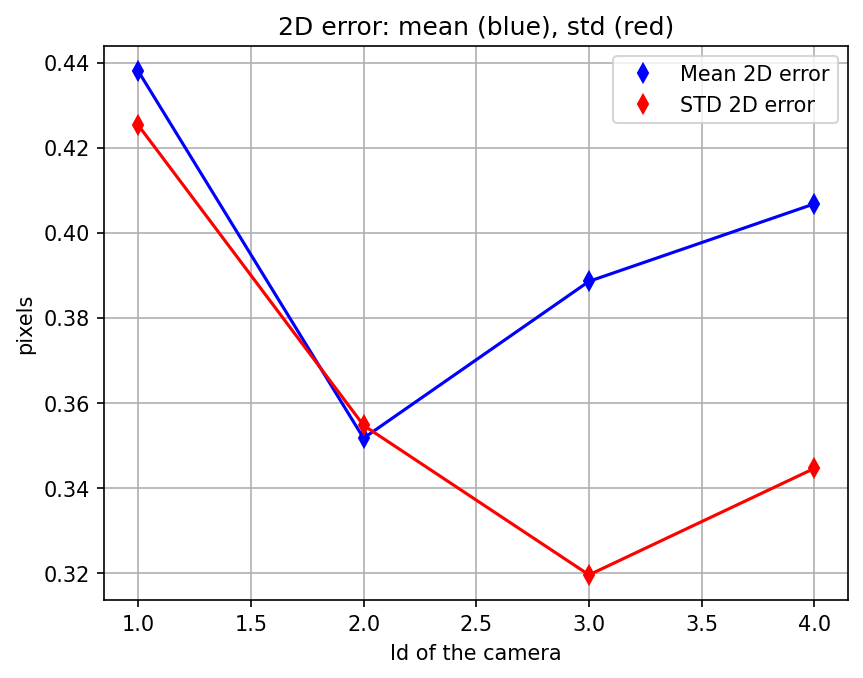 2D error: mean (blue), std (red)
Mean 2D error
STD 2D error
0.44
0.42
0.40
0.38
0.36
0.34
0.32
pixels
1.0 1.5 2.0 2.5 3.0 3.5 4.0
Id of the camera